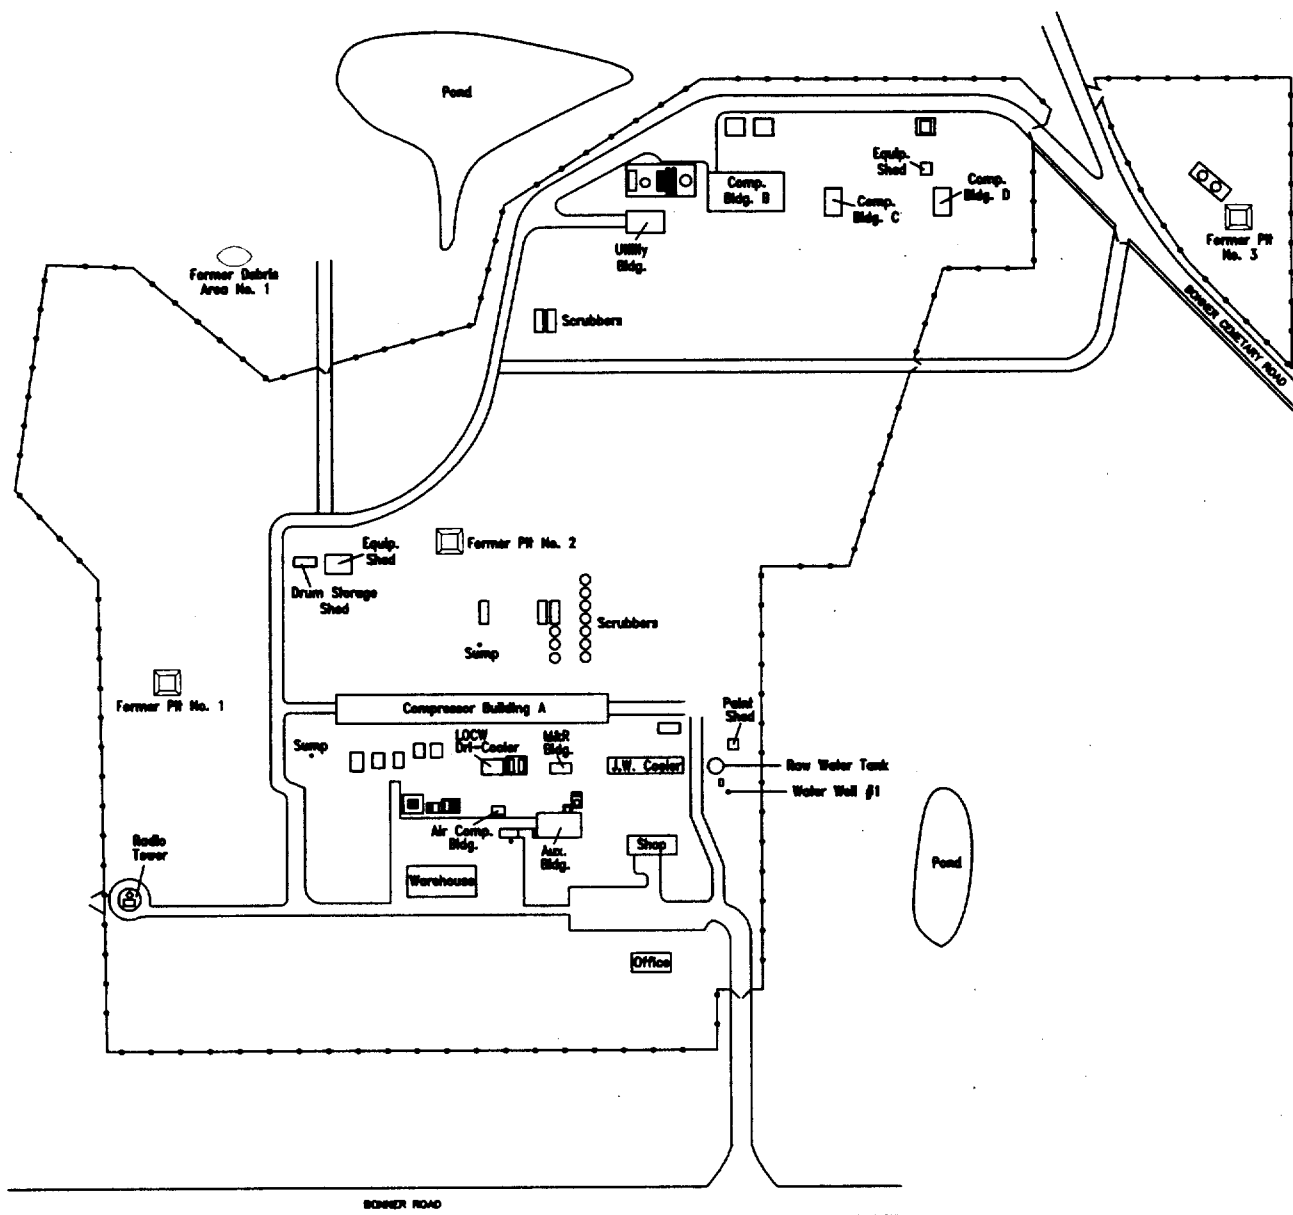 Pond
Equip.
Shed
Comp.
Bldg. B
Comp.
Bldg. C
Comp.
Bldg. D
Former Pit
No. 3
Utility
Bldg.
Former Debris
Area No. 1
BONNER CEMETARY ROAD
Scrubbers
Equip.
Shed
Former Pit No. 2
Drum Storage
Shed
Scrubbers
Sump
Former Pit No. 1
Compressor Building A
Paint
Shed
Sump
LOCW
Dri-Cooler
M&R
Bldg.
J.W. Cooler
Raw Water Tank
Water Well #1
Air Comp.
Bldg.
Aux.
Bldg.
Shop
Radio
Tower
Warehouse
Pond
Office
BONNER ROAD